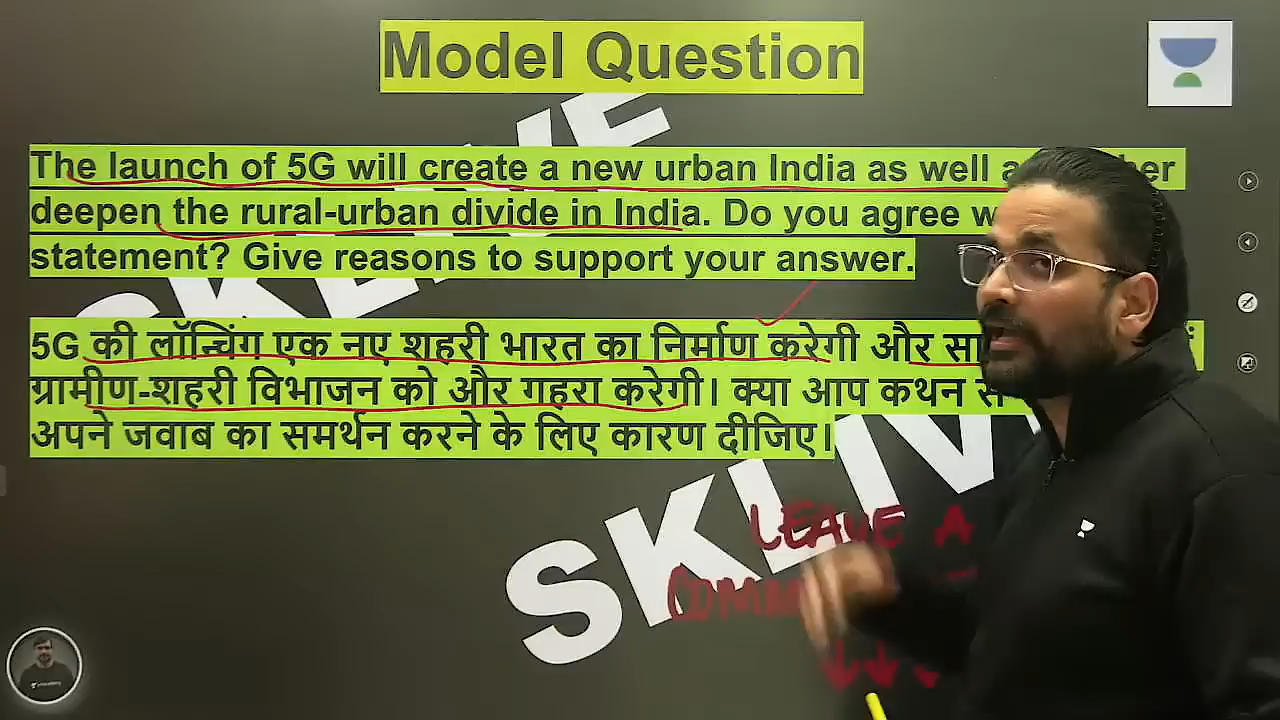 Model Question
The launch of 5G will create a new urban India as well
deepen the rural-urban divide in India. Do you agree
statement? Give reasons to support your answer.
5G की लॉन्चिंग एक नए शहरी भारत का निर्माण करेगी और
ग्रामीण-शहरी विभाजन को और गहरा करेगी। क्या आप कथन
अपने जवाब का समर्थन करने के लिए कारण दीजिए।
SKLIVE
SKLIV
LEAVE A